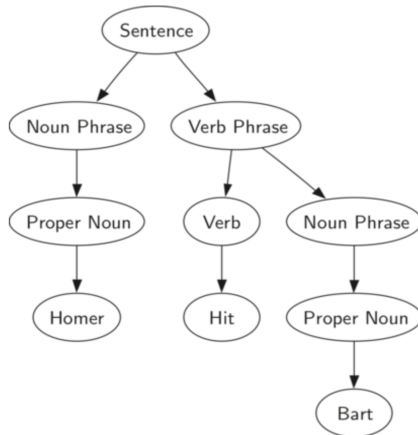 Sentence
Noun Phrase Verb Phrase
Proper Noun Verb Noun Phrase
Homer Hit Proper Noun
Bart